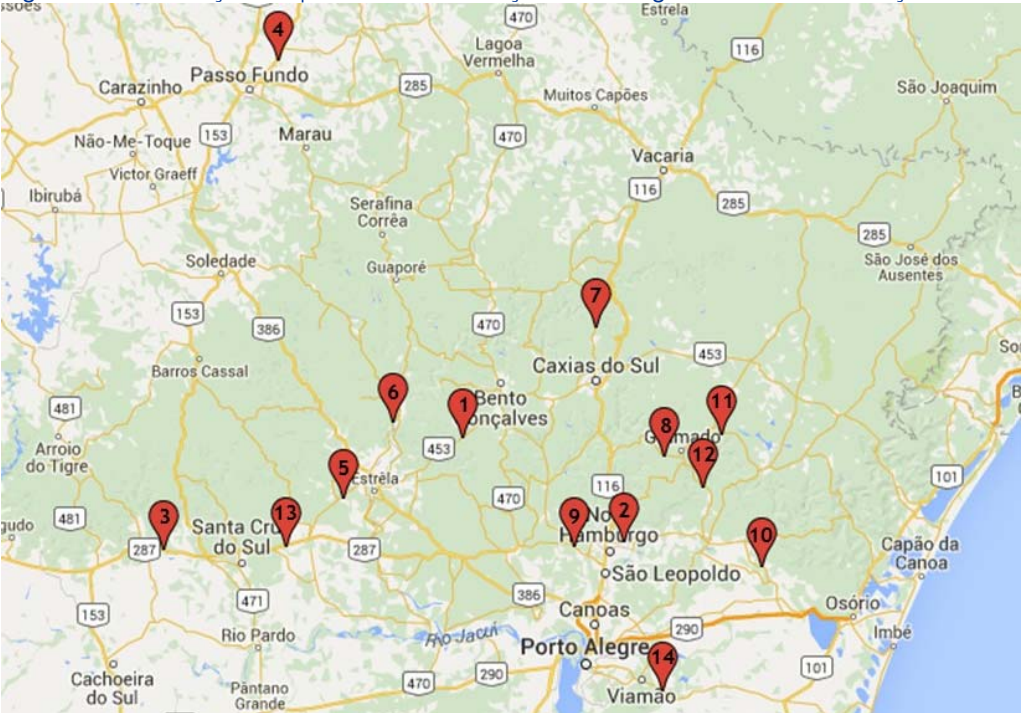 470
Estrela
116
4
Lagoa
Vermelha
Passo Fundo
Carazinho
285
Muitos Capões
São Joaquim
Não-Me-Toque
153
Marau
470
Victor Graeff
Vacaria
Ibirubá
116
285
Serafina
Corrêa
285
Soledade
Guaporé
São José dos
Ausentes
7
153
386
470
453
Caxias do Sul
Barros Cassal
6
1
Bento
onçalves
11
481
8
G mado
Arroio
do Tigre
453
12
5
Estrêla
101
116
470
3
13
9
No
2
481
Santa Cru
do Sul
Hamburgo
10
gudo
287
287
Capão da
Canoa
São Leopoldo
386
471
153
Canoas
Osório
Rio Pardo
Rio Jacuí
290
Imbé
Porto Alegre
14
101
Cachoeira
do Sul
470
290
Pântano
Grande
Viamão